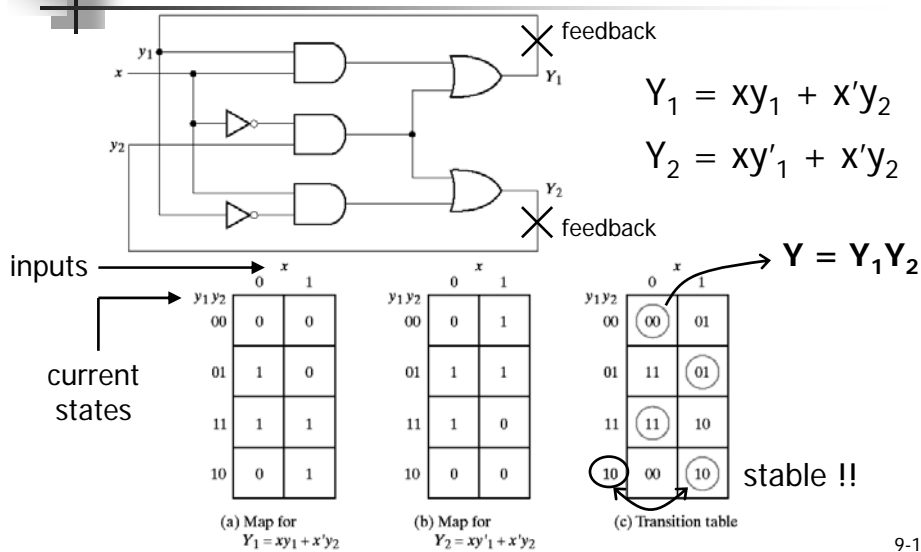 feedback
y₁
x
Y₁
y₂
Y₂
feedback
Y₁ = xy₁ + x'y₂
Y₂ = xy'₁ + x'y₂
Y = Y₁Y₂
inputs
current
states
x
0 1
y₁y₂
00 0 0
01 1 0
11 1 1
10 0 1
(a) Map for
Y₁ = xy₁ + x'y₂
x
0 1
y₁y₂
00 0 1
01 1 1
11 1 0
10 0 0
(b) Map for
Y₂ = xy'₁ + x'y₂
x
0 1
y₁y₂
00 00 01
01 11 01
11 11 10
10 00 10
stable !!
(c) Transition table
9-1